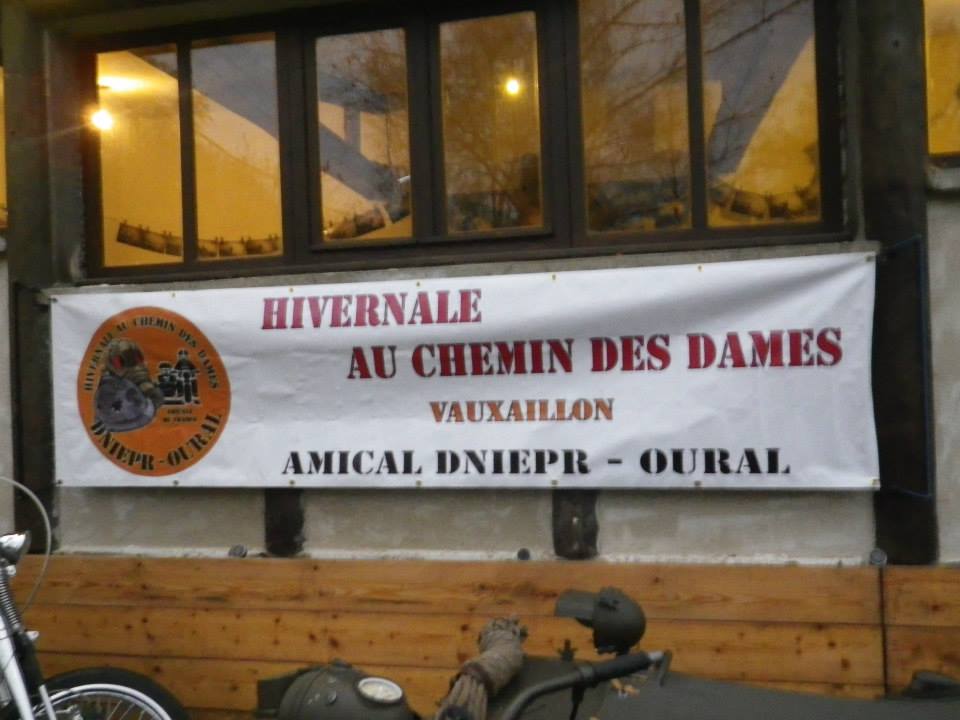 HIVERNALE
AU CHEMIN DES DAMES
VAUXAILLON
AMICAL DNIEPR - OURAL
HIVERNALE AU CHEMIN DES DAMES
DNIEPR-OURAL